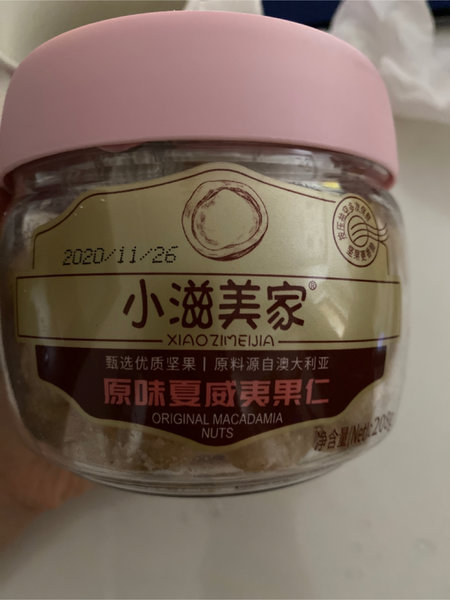 2020/11/26
小滋美家®
XIAOZIMEIJIA
甄选优质坚果 | 原料源自澳大利亚
原味夏威夷果仁
ORIGINAL MACADAMIA
NUTS
净含量/Net: 208g